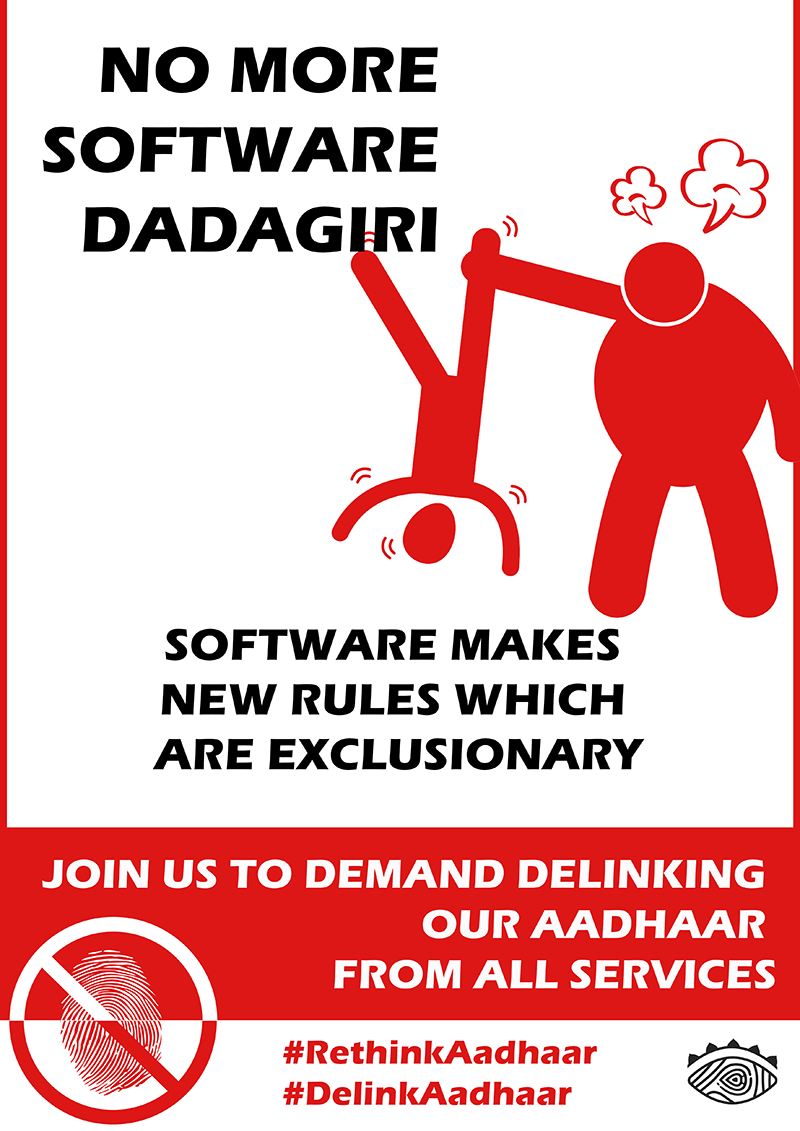 NO MORE
SOFTWARE
DADAGIRI
SOFTWARE MAKES
NEW RULES WHICH
ARE EXCLUSIONARY
JOIN US TO DEMAND DELINKING
OUR AADHAAR
FROM ALL SERVICES
#RethinkAadhaar
#DelinkAadhaar